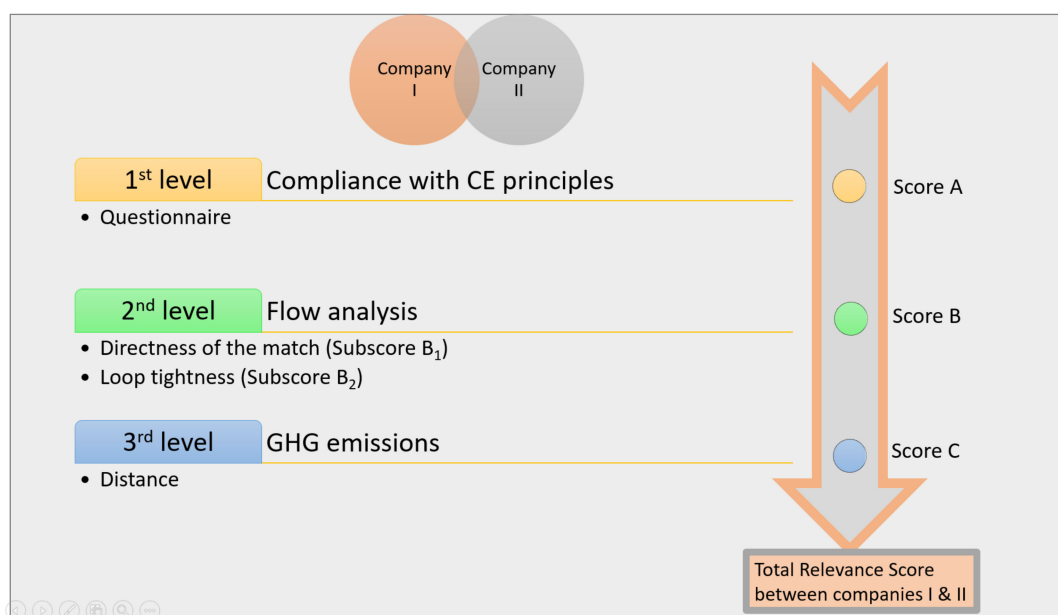 Company
I
Company
II
1st level
Compliance with CE principles
• Questionnaire
Score A
2nd level
Flow analysis
• Directness of the match (Subscore B1)
• Loop tightness (Subscore B2)
Score B
3rd level
GHG emissions
• Distance
Score C
Total Relevance Score
between companies I & II